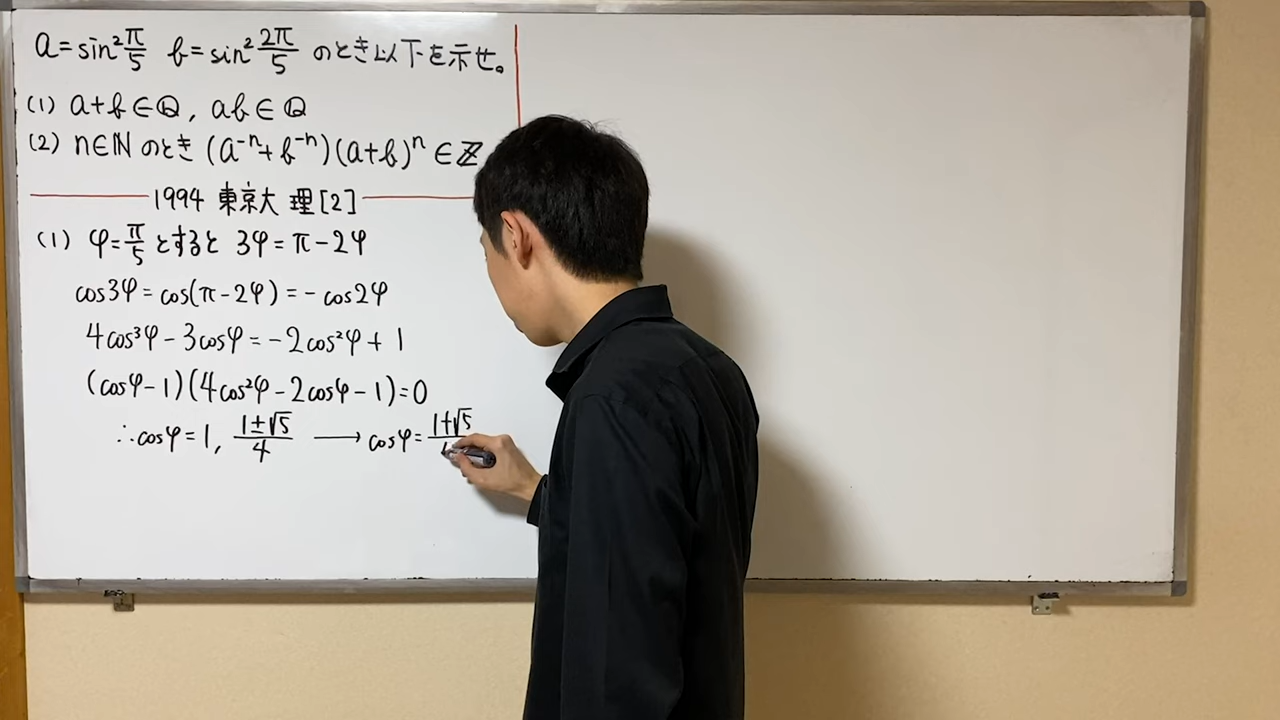 a=sin²π/5 b=sin²2π/5 のとき以下を示せ。
(1) a+b∈ℚ, ab∈ℚ
(2) n∈ℕのとき (a⁻ⁿ+b⁻ⁿ)(a+b)ⁿ∈ℤ
1994 東京大 理[2]
(1) φ=π/5とすると 3φ=π-2φ
cos3φ=cos(π-2φ)=-cos2φ
4cos³φ-3cosφ=-2cos²φ+1
(cosφ-1)(4cos²φ-2cosφ-1)=0
∴cosφ=1, (1±√5)/4 ⟶ cosφ=1+√5